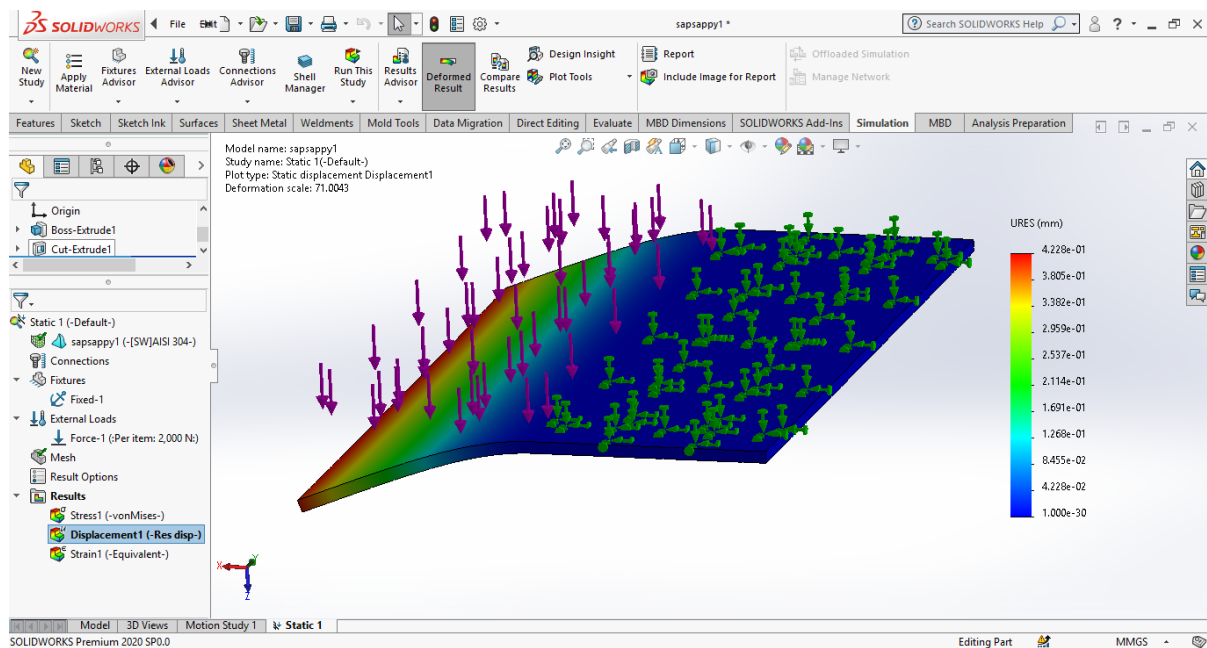 SOLIDWORKS File sapsappy1 * Search SOLIDWORKS Help ?
New Study
Apply Material
Fixtures Advisor
External Loads Advisor
Connections Advisor
Shell Manager
Run This Study
Results Advisor
Deformed Result
Compare Results
Design Insight
Plot Tools
Report
Include Image for Report
Offloaded Simulation
Manage Network
Features Sketch Sketch Ink Surfaces Sheet Metal Weldments Mold Tools Data Migration Direct Editing Evaluate MBD Dimensions SOLIDWORKS Add-Ins Simulation MBD Analysis Preparation
Origin
Boss-Extrude1
Cut-Extrude1
Static 1 (-Default-)
sapsappy1 (-[SW]AISI 304-)
Connections
Fixtures
Fixed-1
External Loads
Force-1 (:Per item: 2,000 N:)
Mesh
Result Options
Results
Stress1 (-vonMises-)
Displacement1 (-Res disp-)
Strain1 (-Equivalent-)
Model name: sapsappy1
Study name: Static 1(-Default-)
Plot type: Static displacement Displacement1
Deformation scale: 71.0043
URES (mm)
4.228e-01
3.805e-01
3.382e-01
2.959e-01
2.537e-01
2.114e-01
1.691e-01
1.268e-01
8.455e-02
4.228e-02
1.000e-30
X Y Z
Model 3D Views Motion Study 1 Static 1
SOLIDWORKS Premium 2020 SP0.0 Editing Part MMGS